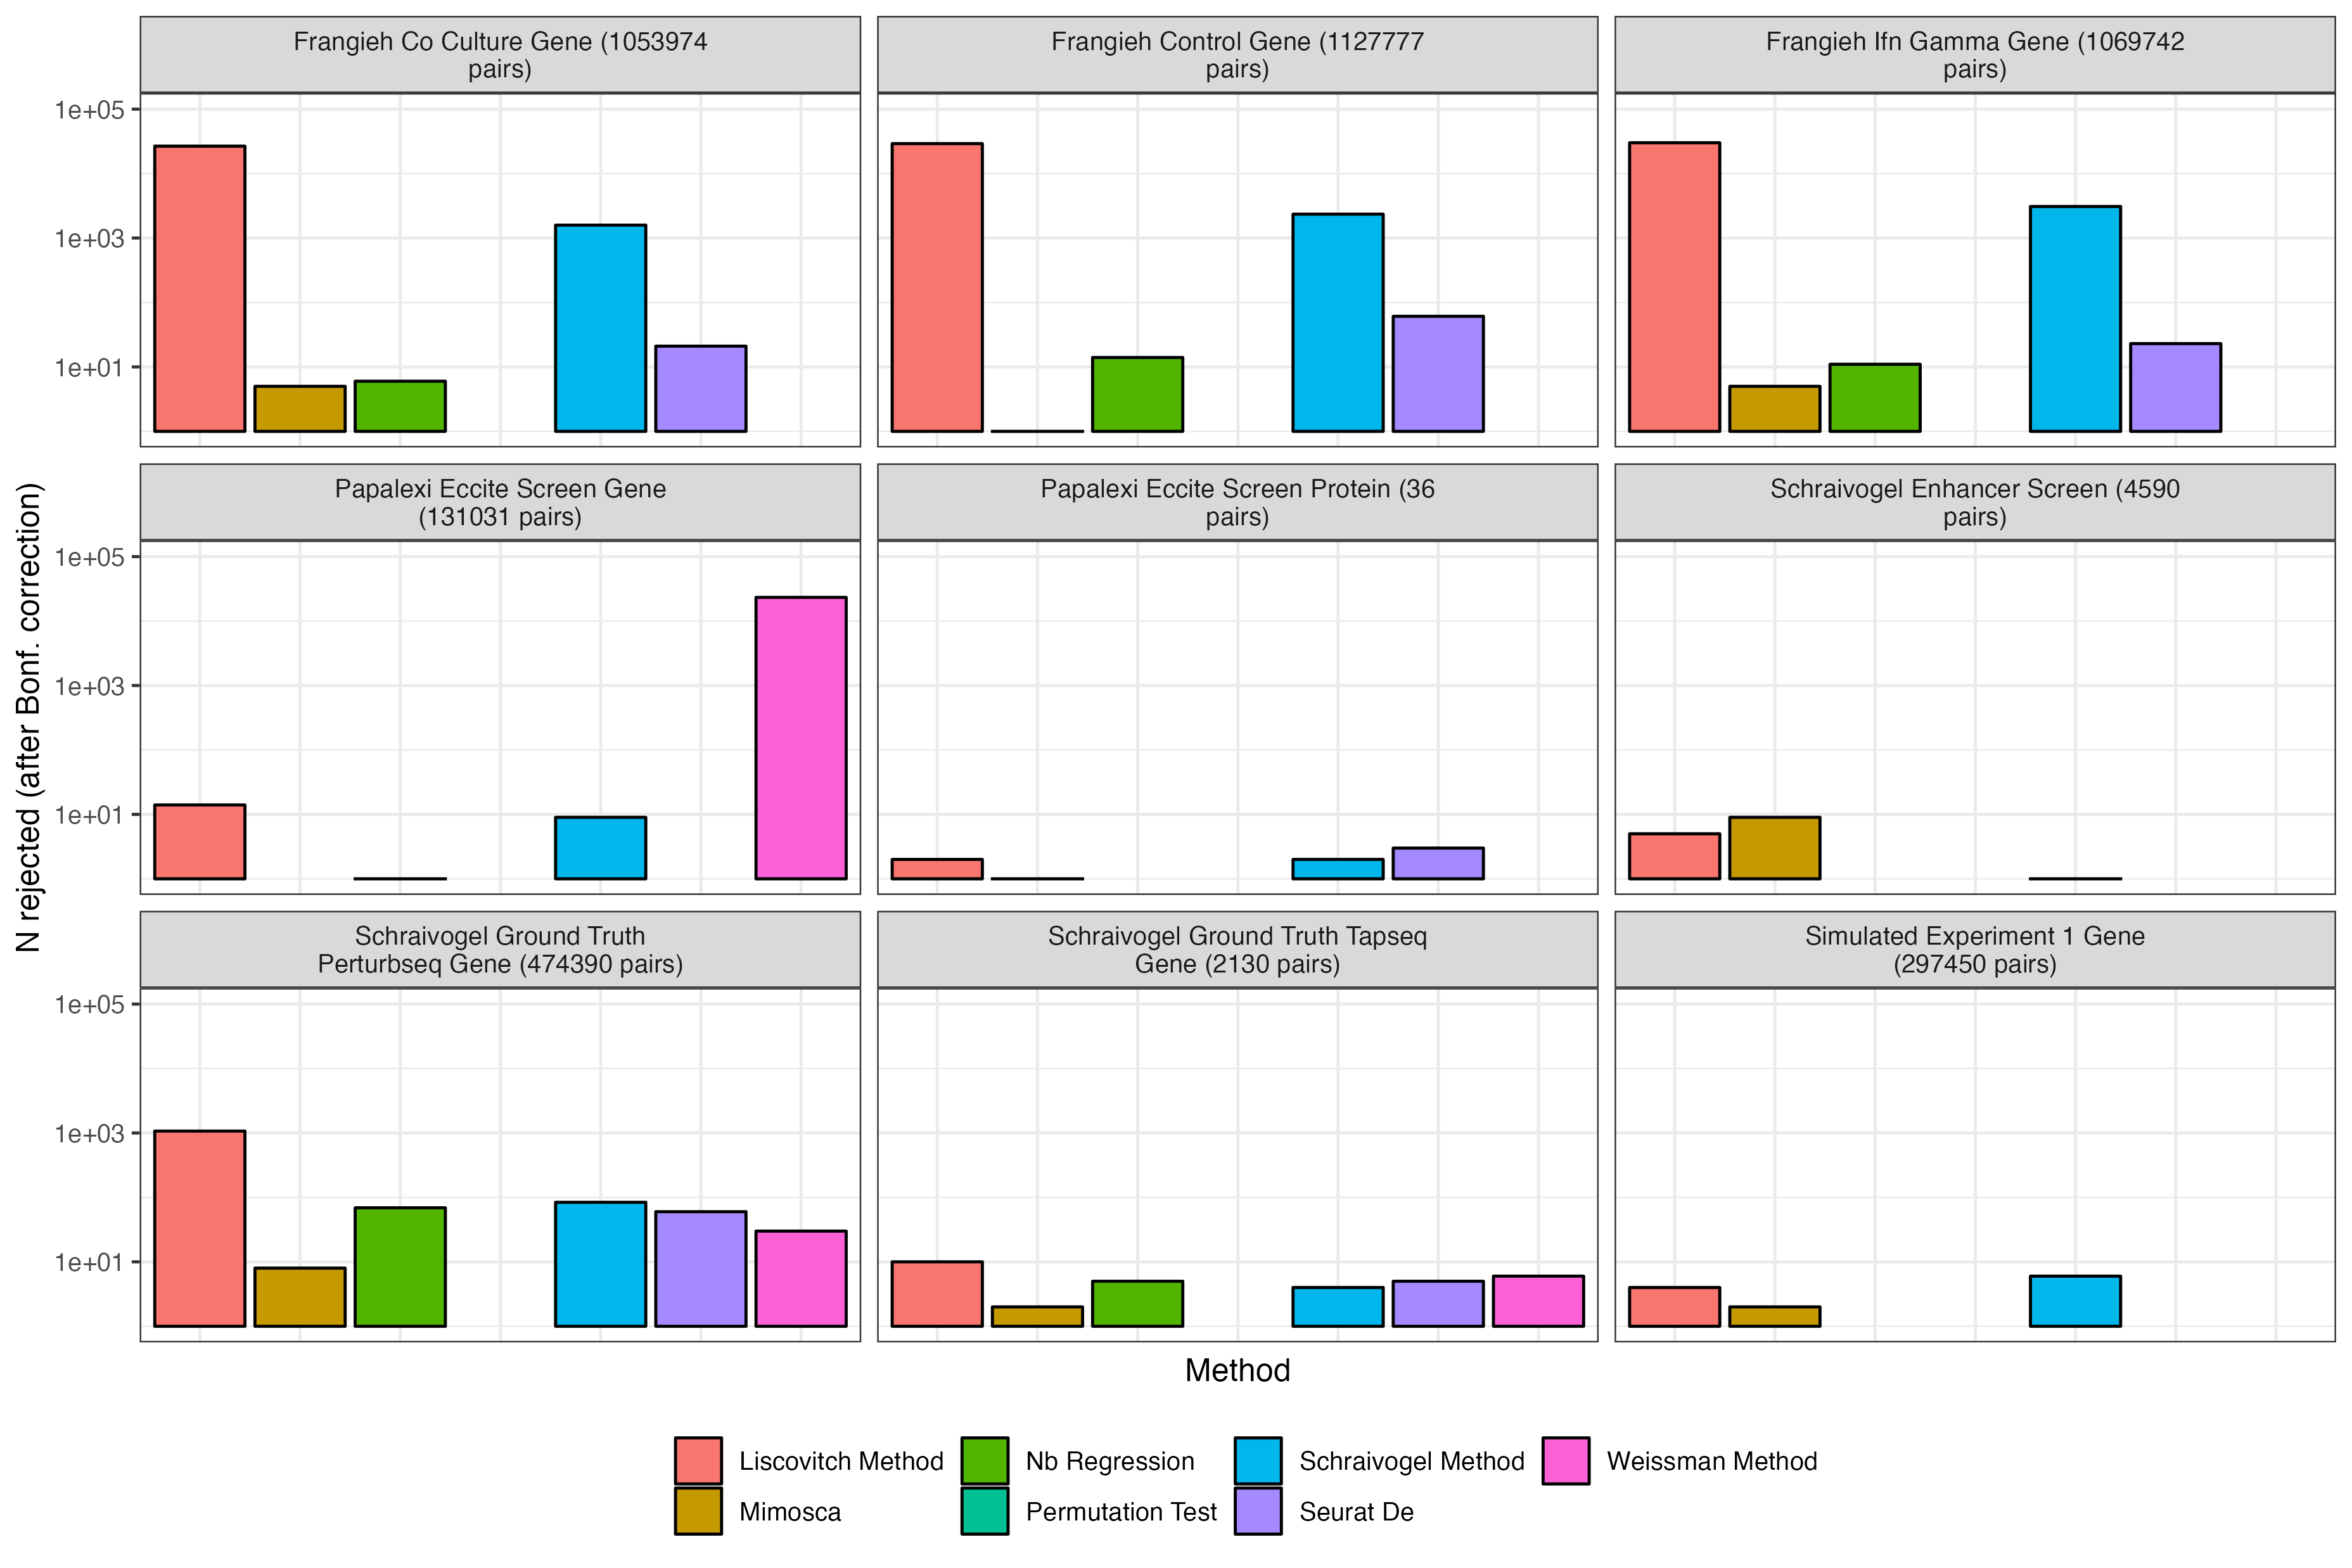 Frangieh Co Culture Gene (1053974
pairs)
Frangieh Control Gene (1127777
pairs)
Frangieh Ifn Gamma Gene (1069742
pairs)
1e+05
1e+03
1e+01
Papalexi Eccite Screen Gene
(131031 pairs)
Papalexi Eccite Screen Protein (36
pairs)
Schraivogel Enhancer Screen (4590
pairs)
1e+05
1e+03
1e+01
N rejected (after Bonf. correction)
Schraivogel Ground Truth
Perturbseq Gene (474390 pairs)
Schraivogel Ground Truth Tapseq
Gene (2130 pairs)
Simulated Experiment 1 Gene
(297450 pairs)
1e+05
1e+03
1e+01
Method
Liscovitch Method
Nb Regression
Schraivogel Method
Weissman Method
Mimosca
Permutation Test
Seurat De